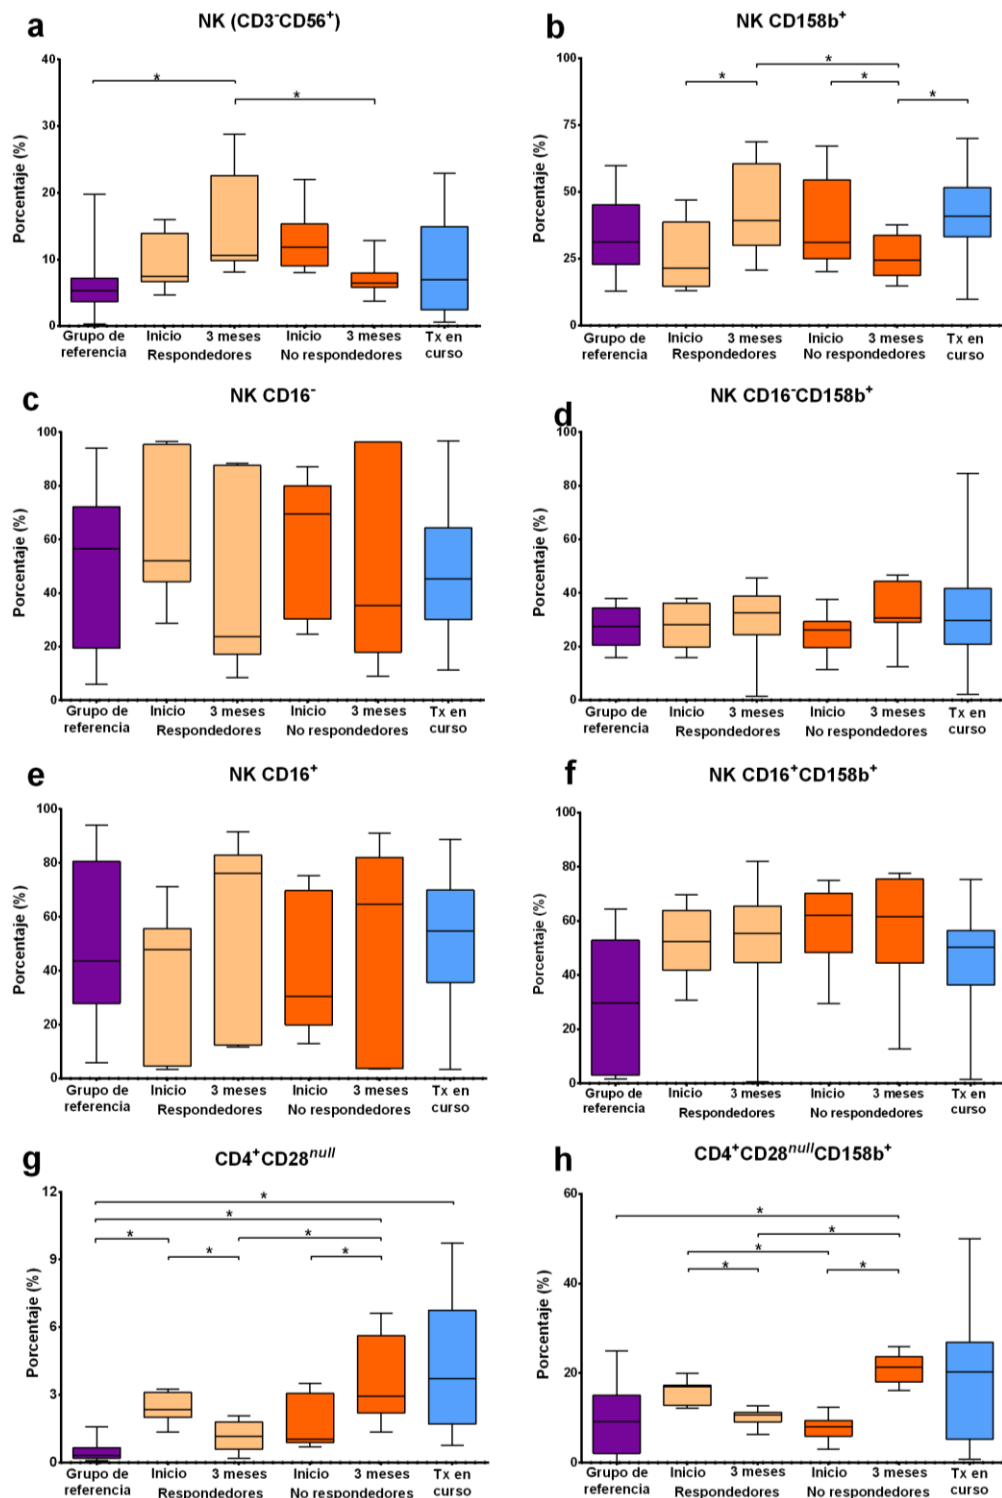 a
NK (CD3⁻CD56⁺)
Porcentaje (%)
40
30
20
10
0
*
*
Grupo de referencia
Inicio
3 meses
Respondedores
Inicio
3 meses
No respondedores
Tx en curso
b
NK CD158b⁺
Porcentaje (%)
100
75
50
25
0
*
*
*
*
Grupo de referencia
Inicio
3 meses
Respondedores
Inicio
3 meses
No respondedores
Tx en curso
c
NK CD16⁻
Porcentaje (%)
100
80
60
40
20
0
Grupo de referencia
Inicio
3 meses
Respondedores
Inicio
3 meses
No respondedores
Tx en curso
d
NK CD16⁻CD158b⁺
Porcentaje (%)
100
80
60
40
20
0
Grupo de referencia
Inicio
3 meses
Respondedores
Inicio
3 meses
No respondedores
Tx en curso
e
NK CD16⁺
Porcentaje (%)
100
80
60
40
20
0
Grupo de referencia
Inicio
3 meses
Respondedores
Inicio
3 meses
No respondedores
Tx en curso
f
NK CD16⁺CD158b⁺
Porcentaje (%)
100
80
60
40
20
0
Grupo de referencia
Inicio
3 meses
Respondedores
Inicio
3 meses
No respondedores
Tx en curso
g
CD4⁺CD28null
Porcentaje (%)
12
9
6
3
0
*
*
*
*
*
*
Grupo de referencia
Inicio
3 meses
Respondedores
Inicio
3 meses
No respondedores
Tx en curso
h
CD4⁺CD28nullCD158b⁺
Porcentaje (%)
60
40
20
0
*
*
*
*
*
Grupo de referencia
Inicio
3 meses
Respondedores
Inicio
3 meses
No respondedores
Tx en curso